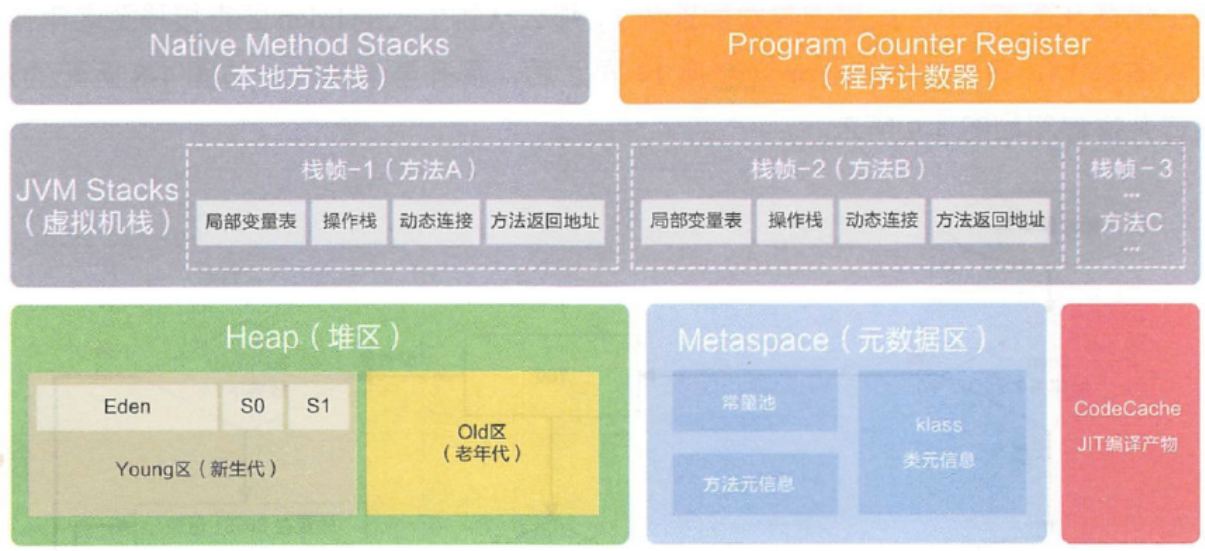 Native Method Stacks
（本地方法栈）
Program Counter Register
（程序计数器）
JVM Stacks
（虚拟机栈）
栈帧-1（方法A）
局部变量表
操作栈
动态连接
方法返回地址
栈帧-2（方法B）
局部变量表
操作栈
动态连接
方法返回地址
栈帧-3
...
方法C
...
Heap（堆区）
Eden
S0
S1
Young区（新生代）
Old区
（老年代）
Metaspace（元数据区）
常量池
方法元信息
klass
类元信息
CodeCache
JIT编译产物